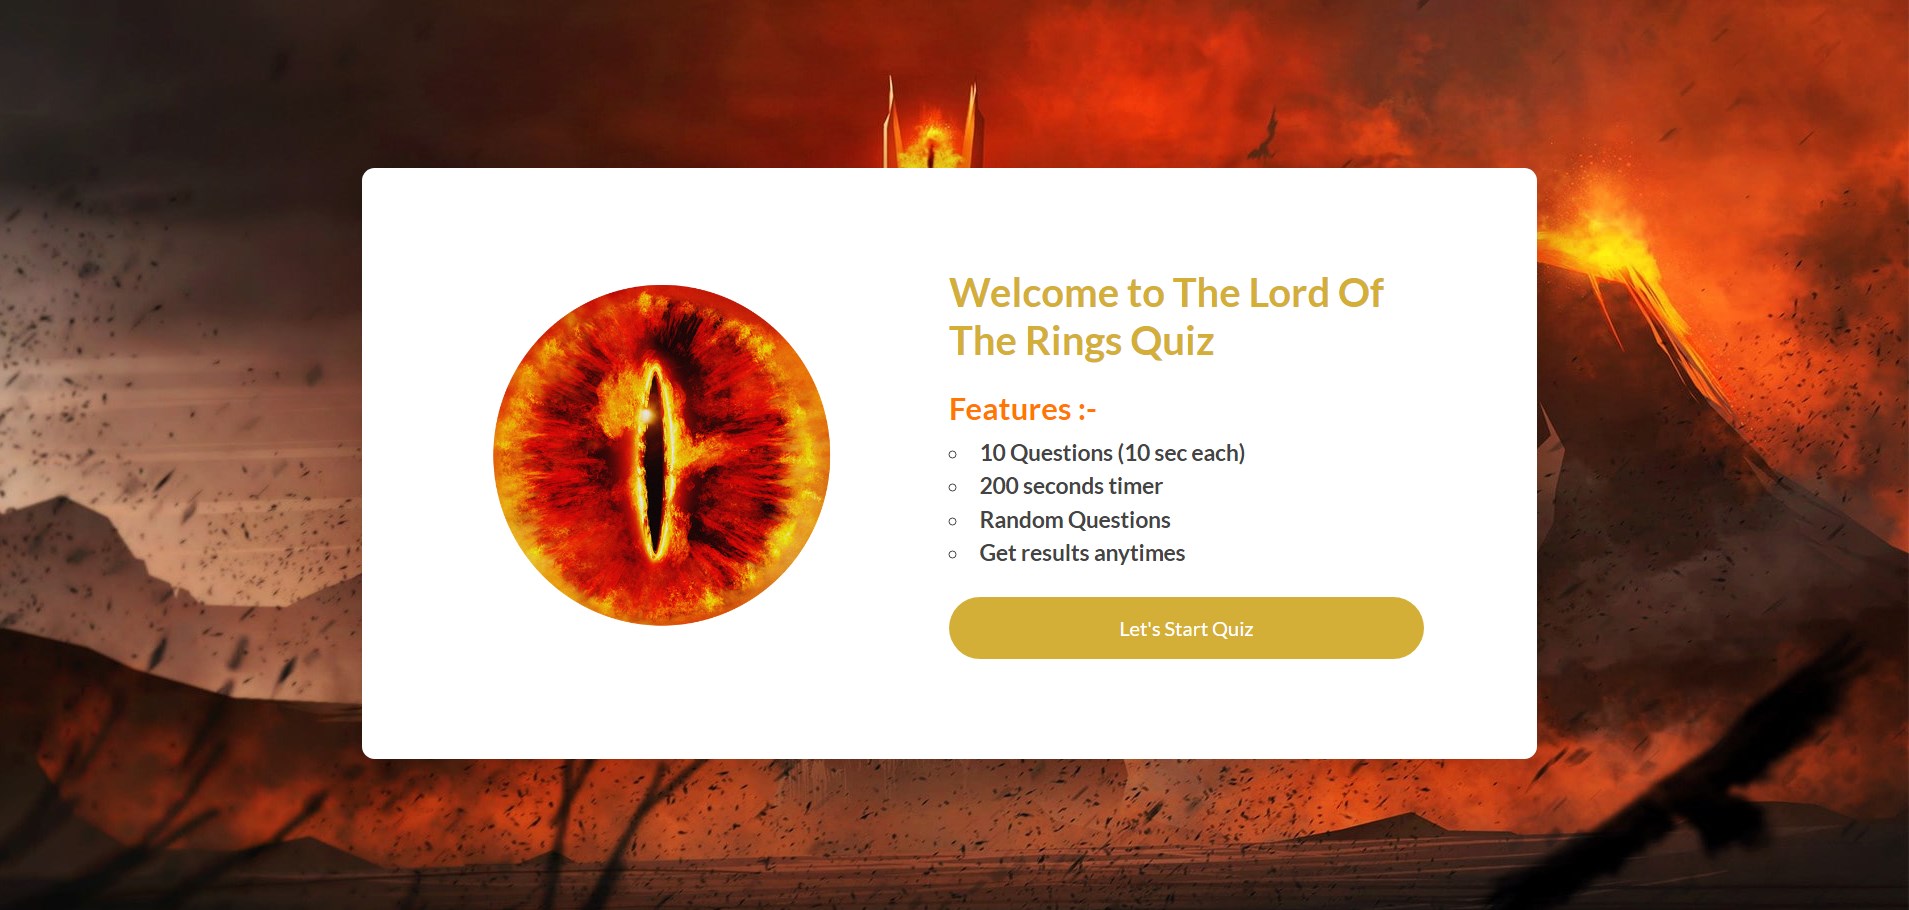 Welcome to The Lord Of
The Rings Quiz
Features :-
10 Questions (10 sec each)
200 seconds timer
Random Questions
Get results anytimes
Let's Start Quiz